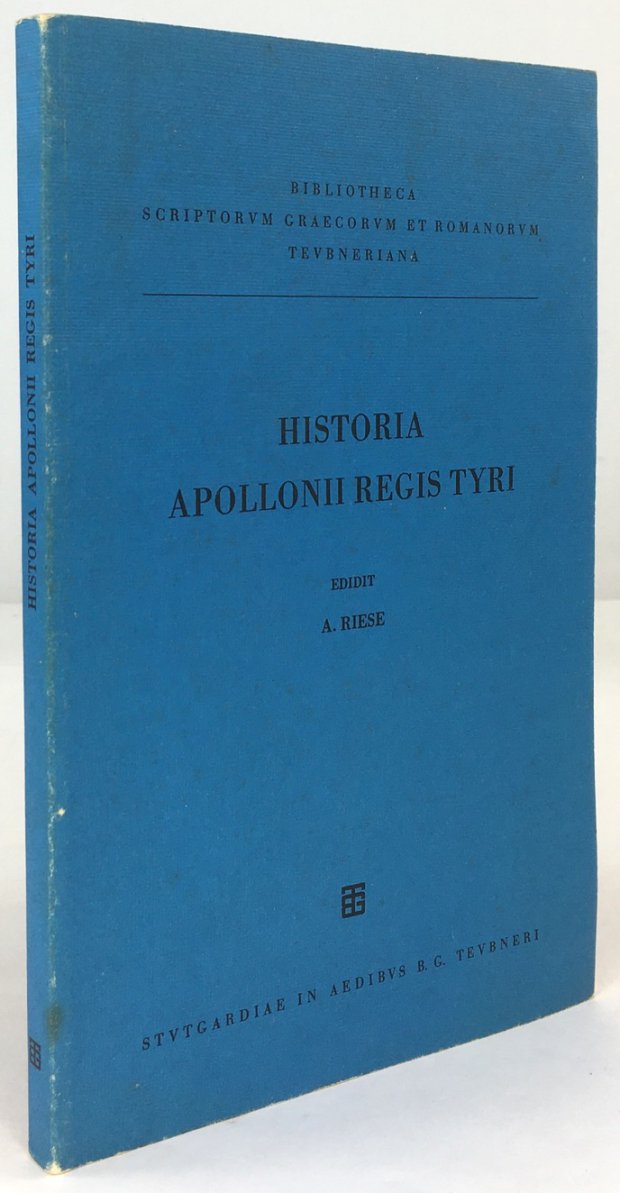 BIBLIOTHECA
SCRIPTORVM GRAECORVM ET ROMANORVM
TEVBNERIANA
HISTORIA
APOLLONII REGIS TYRI
EDIDIT
A. RIESE
STVTGARDIAE IN AEDIBVS B. G. TEVBNERI
HISTORIA APOLLONII REGIS TYRI